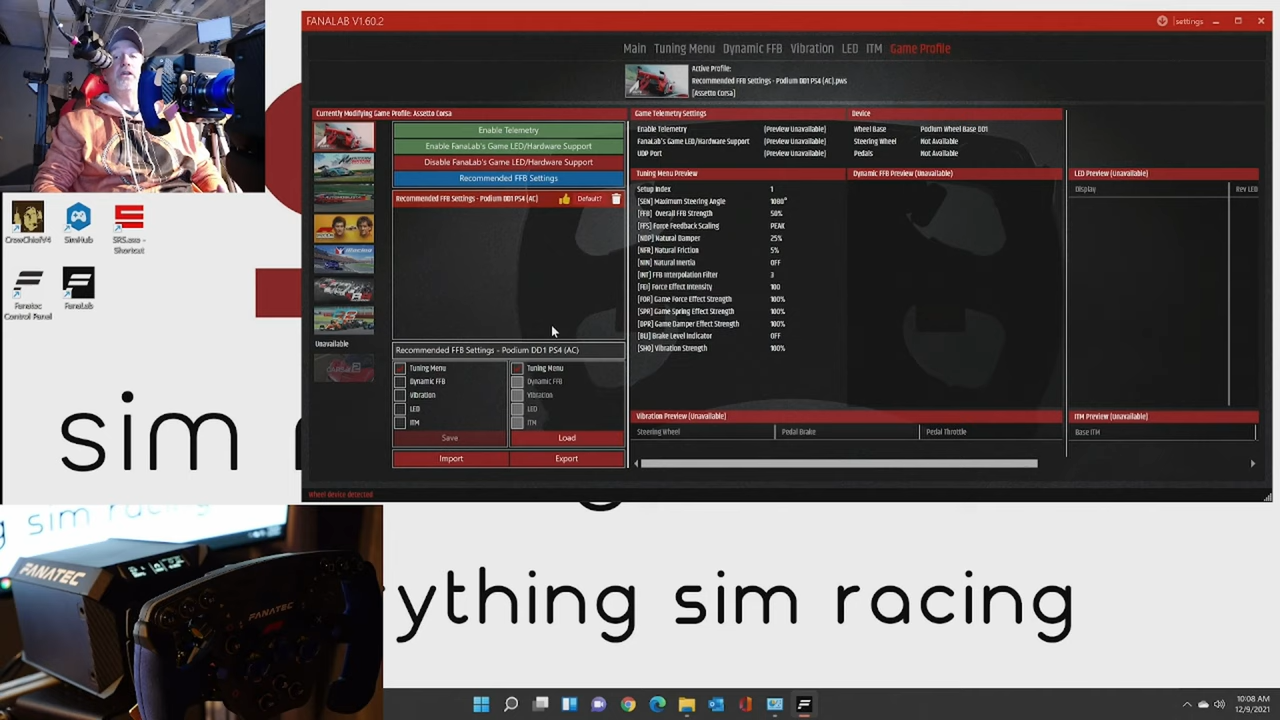 FANALAB V1.60.2
settings
Main
Tuning Menu
Dynamic FFB
Vibration
LED
ITM
Game Profile
Active Profile:
Recommended FFB Settings - Podium DD1 PS4 (AC).pws
[Assetto Corsa]
Currently Modifying Game Profile: Assetto Corsa
Enable Telemetry
Enable FanaLab's Game LED/Hardware Support
Disable FanaLab's Game LED/Hardware Support
Recommended FFB Settings
Recommended FFB Settings - Podium DD1 PS4 (AC)
Default?
Unavailable
Recommended FFB Settings - Podium DD1 PS4 (AC)
Tuning Menu
Dynamic FFB
Vibration
LED
ITM
Tuning Menu
Dynamic FFB
Vibration
LED
ITM
Save
Load
Import
Export
Wheel device detected
Game Telemetry Settings
Enable Telemetry (Preview Unavailable)
FanaLab's Game LED/Hardware Support (Preview Unavailable)
UDP Port (Preview Unavailable)
Device
Wheel Base Podium Wheel Base DD1
Steering Wheel Not Available
Pedals Not Available
Tuning Menu Preview
Setup Index 1
[SEN] Maximum Steering Angle 1080°
[FFB] Overall FFB Strength 50%
[FFS] Force Feedback Scaling PEAK
[NDP] Natural Damper 25%
[NFR] Natural Friction 5%
[NIN] Natural Inertia OFF
[INT] FFB Interpolation Filter 3
[FEI] Force Effect Intensity 100
[FOR] Game Force Effect Strength 100%
[SPR] Game Spring Effect Strength 100%
[DPR] Game Damper Effect Strength 100%
[BLI] Brake Level Indicator OFF
[SHO] Vibration Strength 100%
Dynamic FFB Preview (Unavailable)
LED Preview (Unavailable)
Display
Rev LED
Vibration Preview (Unavailable)
Steering Wheel
Pedal Brake
Pedal Throttle
ITM Preview (Unavailable)
Base ITM
CrewChiefV4
SimHub
SRS.exe - Shortcut
Fanatec Control Panel
FanaLab
sim
rything sim racing
g sim racing
FANATEC
FANATEC
10:08 AM
12/9/2021